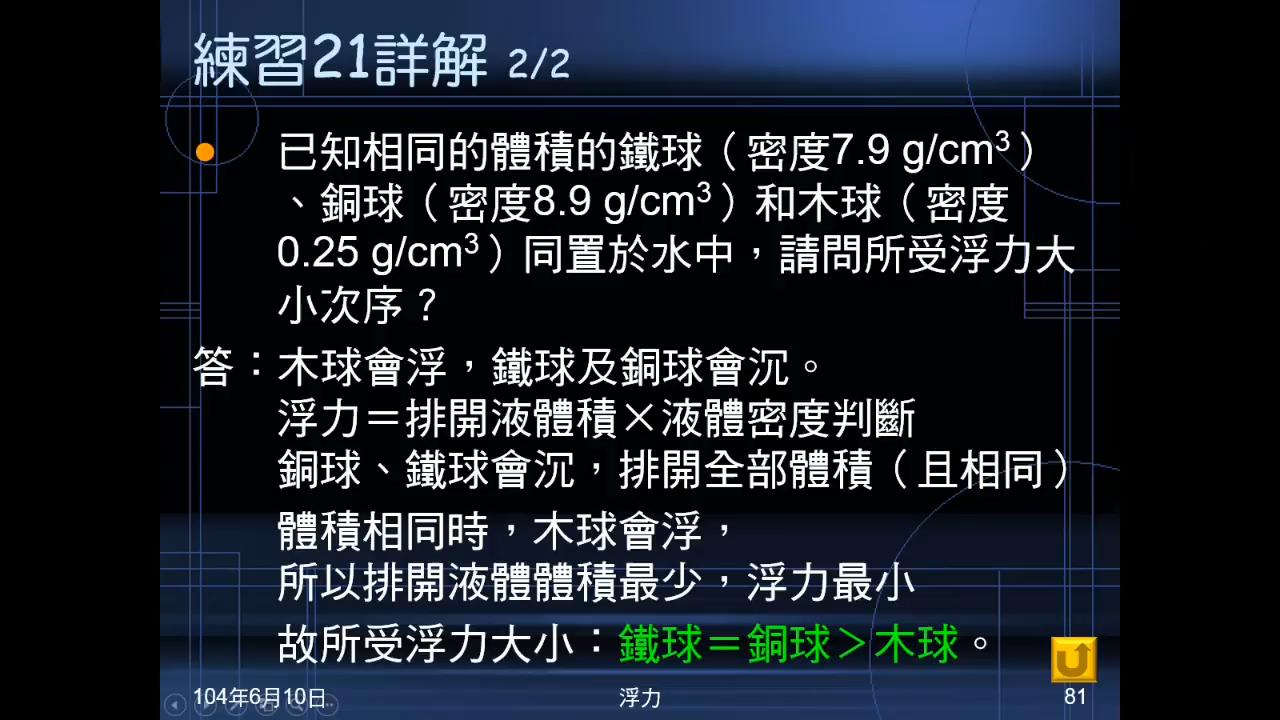 練習21詳解 2/2
已知相同的體積的鐵球（密度7.9 g/cm³）
、銅球（密度8.9 g/cm³）和木球（密度
0.25 g/cm³）同置於水中，請問所受浮力大
小次序？
答：木球會浮，鐵球及銅球會沉。
浮力＝排開液體積×液體密度判斷
銅球、鐵球會沉，排開全部體積（且相同）
體積相同時，木球會浮，
所以排開液體體積最少，浮力最小
故所受浮力大小：鐵球＝銅球＞木球。
104年6月10日 浮力 81